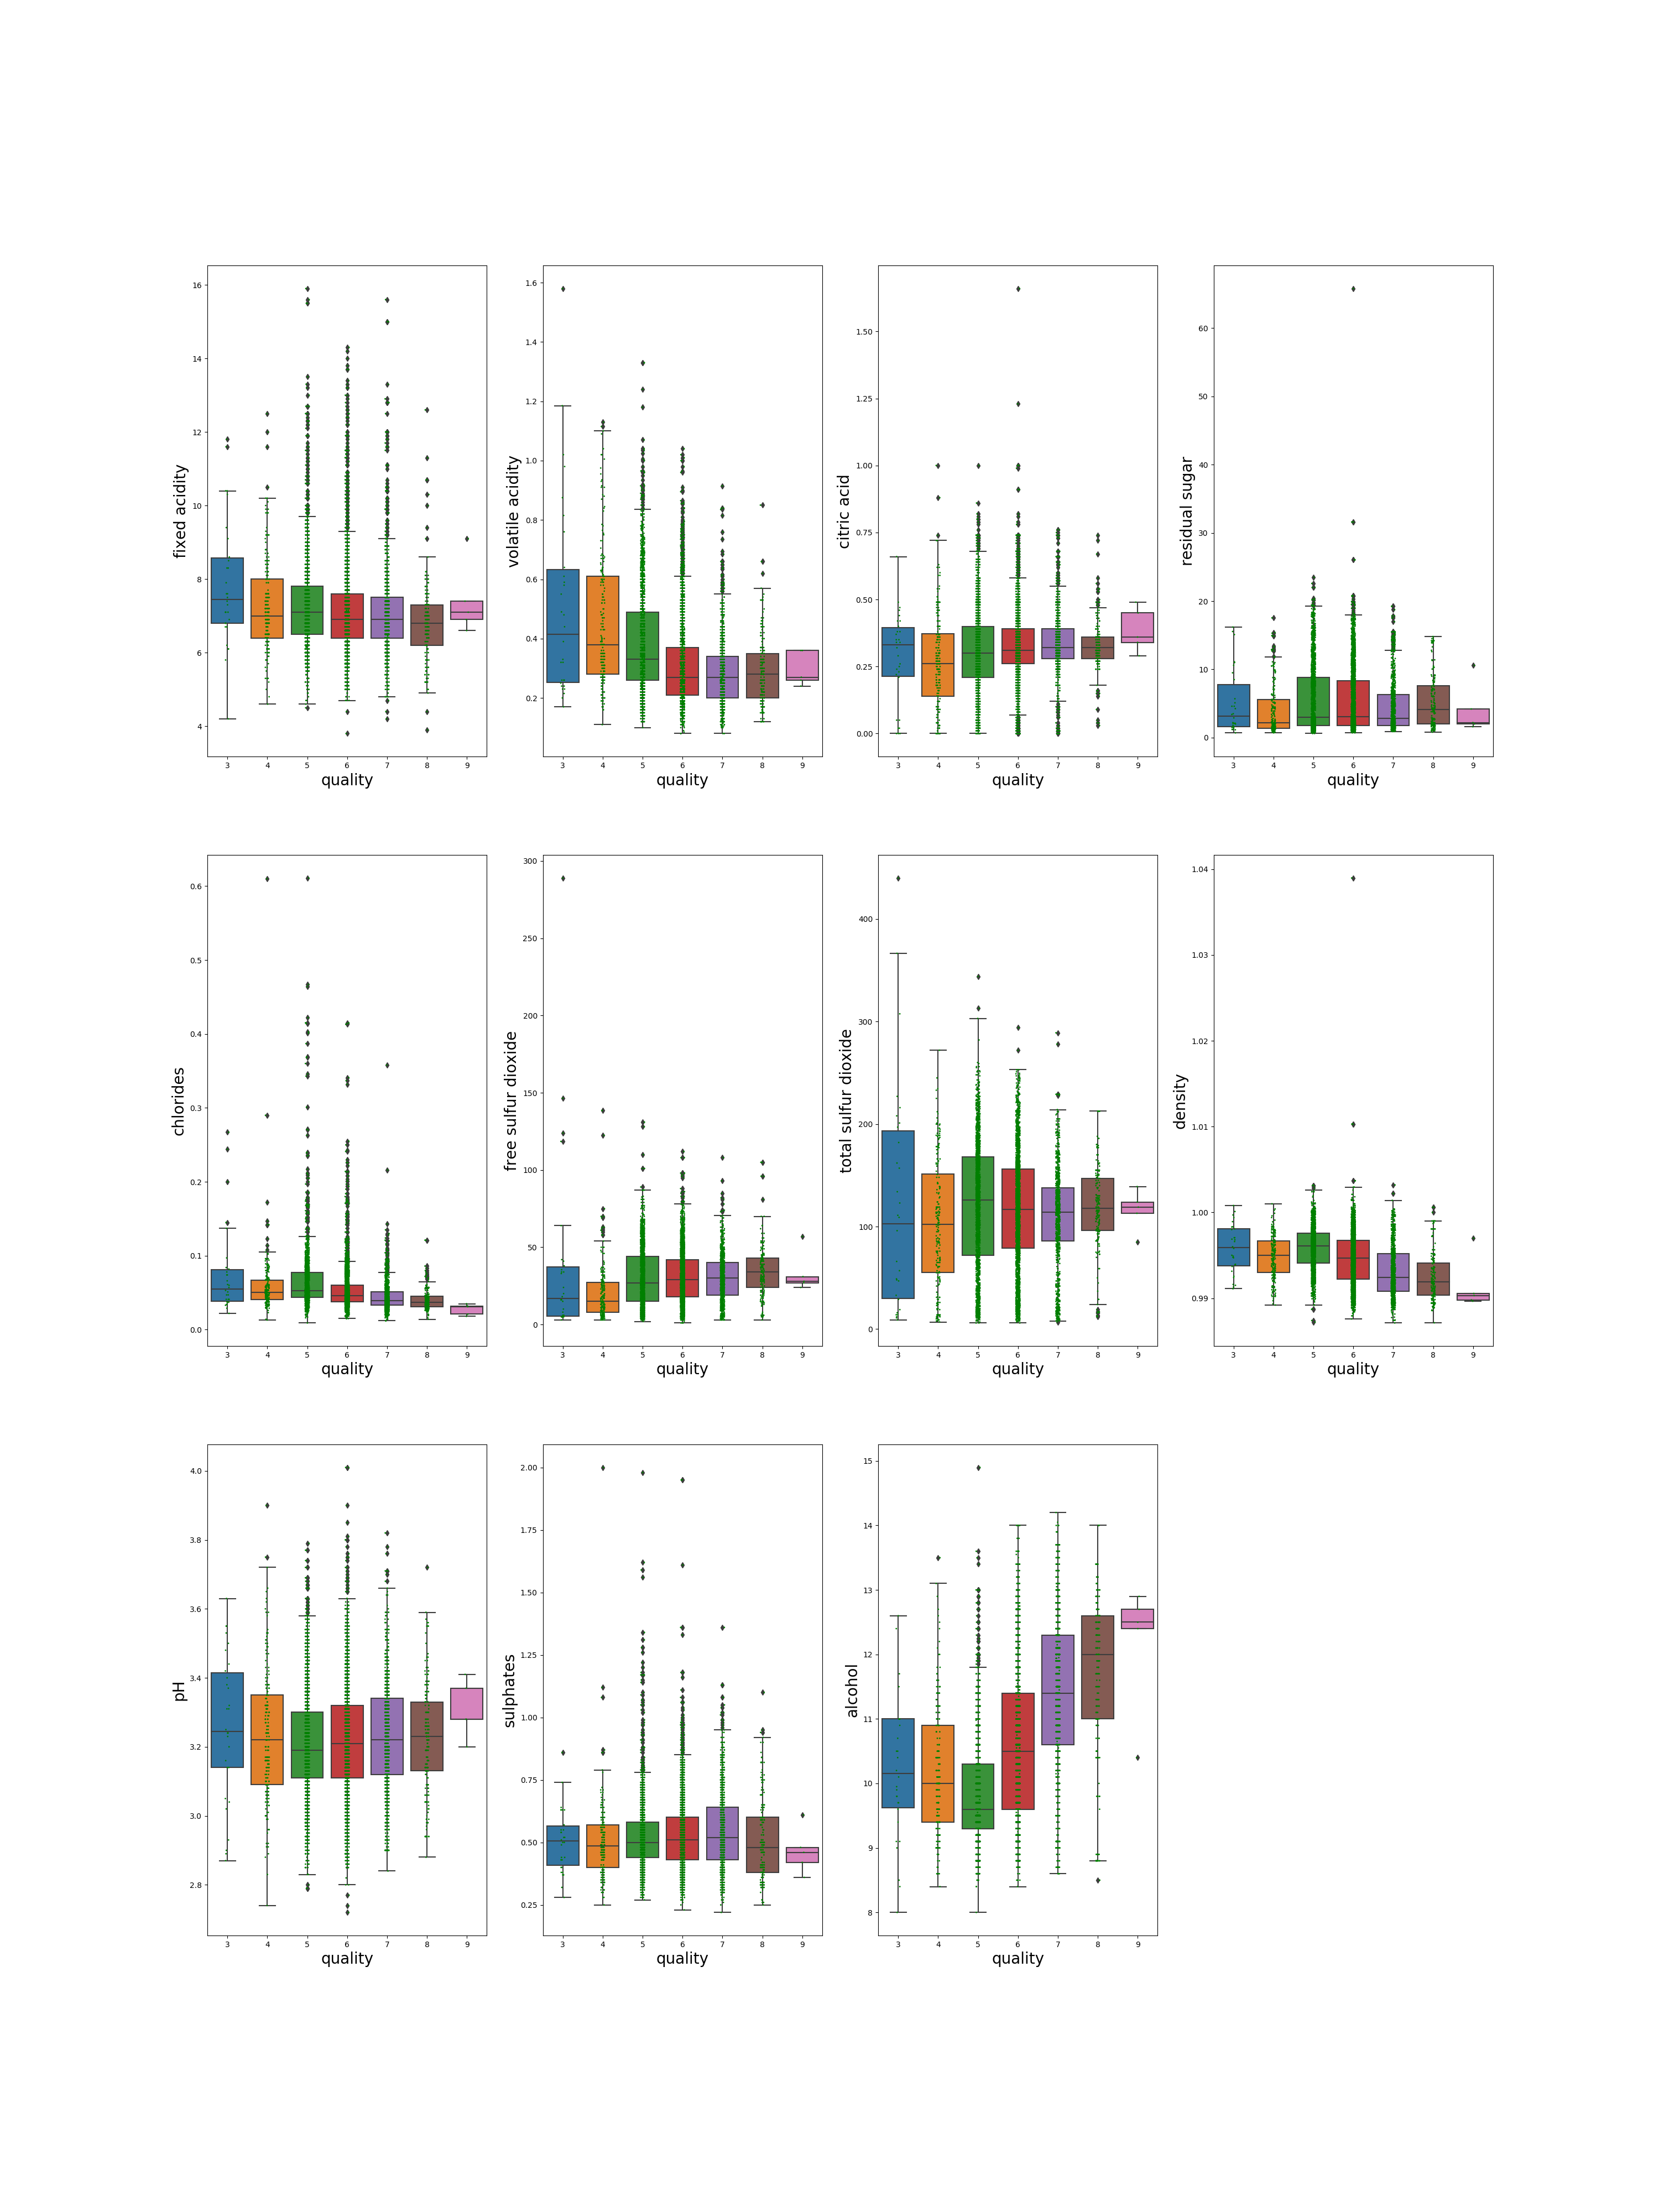 16
14
12
10
8
6
4
fixed acidity
3 4 5 6 7 8 9
quality
1.6
1.4
1.2
1.0
0.8
0.6
0.4
0.2
volatile acidity
3 4 5 6 7 8 9
quality
1.50
1.25
1.00
0.75
0.50
0.25
0.00
citric acid
3 4 5 6 7 8 9
quality
60
50
40
30
20
10
0
residual sugar
3 4 5 6 7 8 9
quality
0.6
0.5
0.4
0.3
0.2
0.1
0.0
chlorides
3 4 5 6 7 8 9
quality
300
250
200
150
100
50
0
free sulfur dioxide
3 4 5 6 7 8 9
quality
400
300
200
100
0
total sulfur dioxide
3 4 5 6 7 8 9
quality
1.04
1.03
1.02
1.01
1.00
0.99
density
3 4 5 6 7 8 9
quality
4.0
3.8
3.6
3.4
3.2
3.0
2.8
pH
3 4 5 6 7 8 9
quality
2.00
1.75
1.50
1.25
1.00
0.75
0.50
0.25
sulphates
3 4 5 6 7 8 9
quality
15
14
13
12
11
10
9
8
alcohol
3 4 5 6 7 8 9
quality